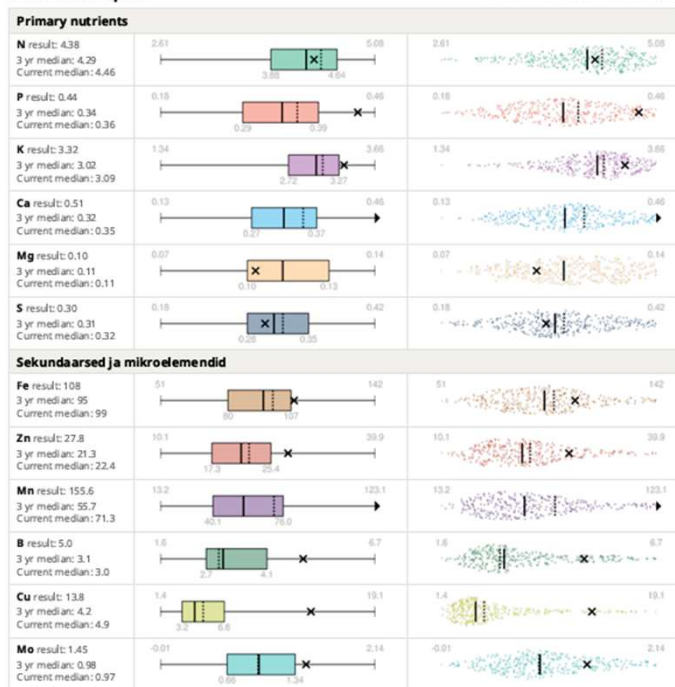 Primary nutrients
N result: 4.38
3 yr median: 4.29
Current median: 4.46
2.61 5.08
3.88 4.64
2.61 5.08
P result: 0.44
3 yr median: 0.34
Current median: 0.36
0.18 0.46
0.29 0.39
0.18 0.46
K result: 3.32
3 yr median: 3.02
Current median: 3.09
1.34 3.66
2.72 3.27
1.34 3.66
Ca result: 0.51
3 yr median: 0.32
Current median: 0.35
0.13 0.46
0.27 0.37
0.13 0.46
Mg result: 0.10
3 yr median: 0.11
Current median: 0.11
0.07 0.14
0.10 0.13
0.07 0.14
S result: 0.30
3 yr median: 0.31
Current median: 0.32
0.18 0.42
0.28 0.35
0.18 0.42
Sekundaarsed ja mikroelemendid
Fe result: 108
3 yr median: 95
Current median: 99
51 142
80 107
51 142
Zn result: 27.8
3 yr median: 21.3
Current median: 22.4
10.1 39.9
17.3 25.4
10.1 39.9
Mn result: 155.6
3 yr median: 55.7
Current median: 71.3
13.2 123.1
40.1 76.0
13.2 123.1
B result: 5.0
3 yr median: 3.1
Current median: 3.0
1.6 6.7
2.7 4.1
1.6 6.7
Cu result: 13.8
3 yr median: 4.2
Current median: 4.9
1.4 19.1
3.2 6.6
1.4 19.1
Mo result: 1.45
3 yr median: 0.98
Current median: 0.97
-0.01 2.14
0.66 1.34
-0.01 2.14